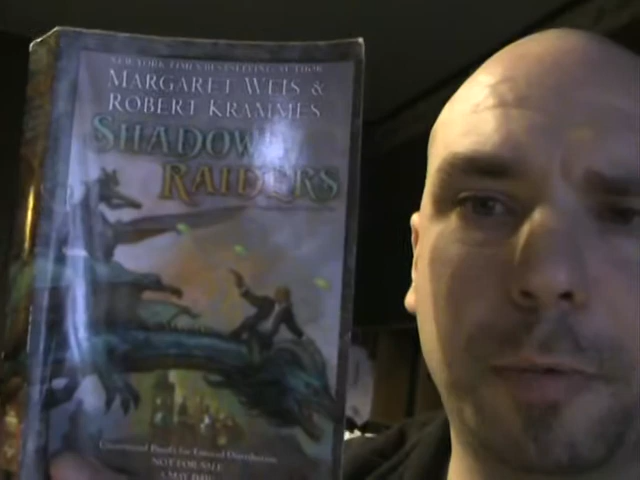 NEW YORK TIMES BESTSELLING AUTHOR
MARGARET WEIS &
ROBERT KRAMMES
SHADOW
RAIDERS
Uncorrected Proofs for Limited Distribution
NOT FOR SALE
A MAY